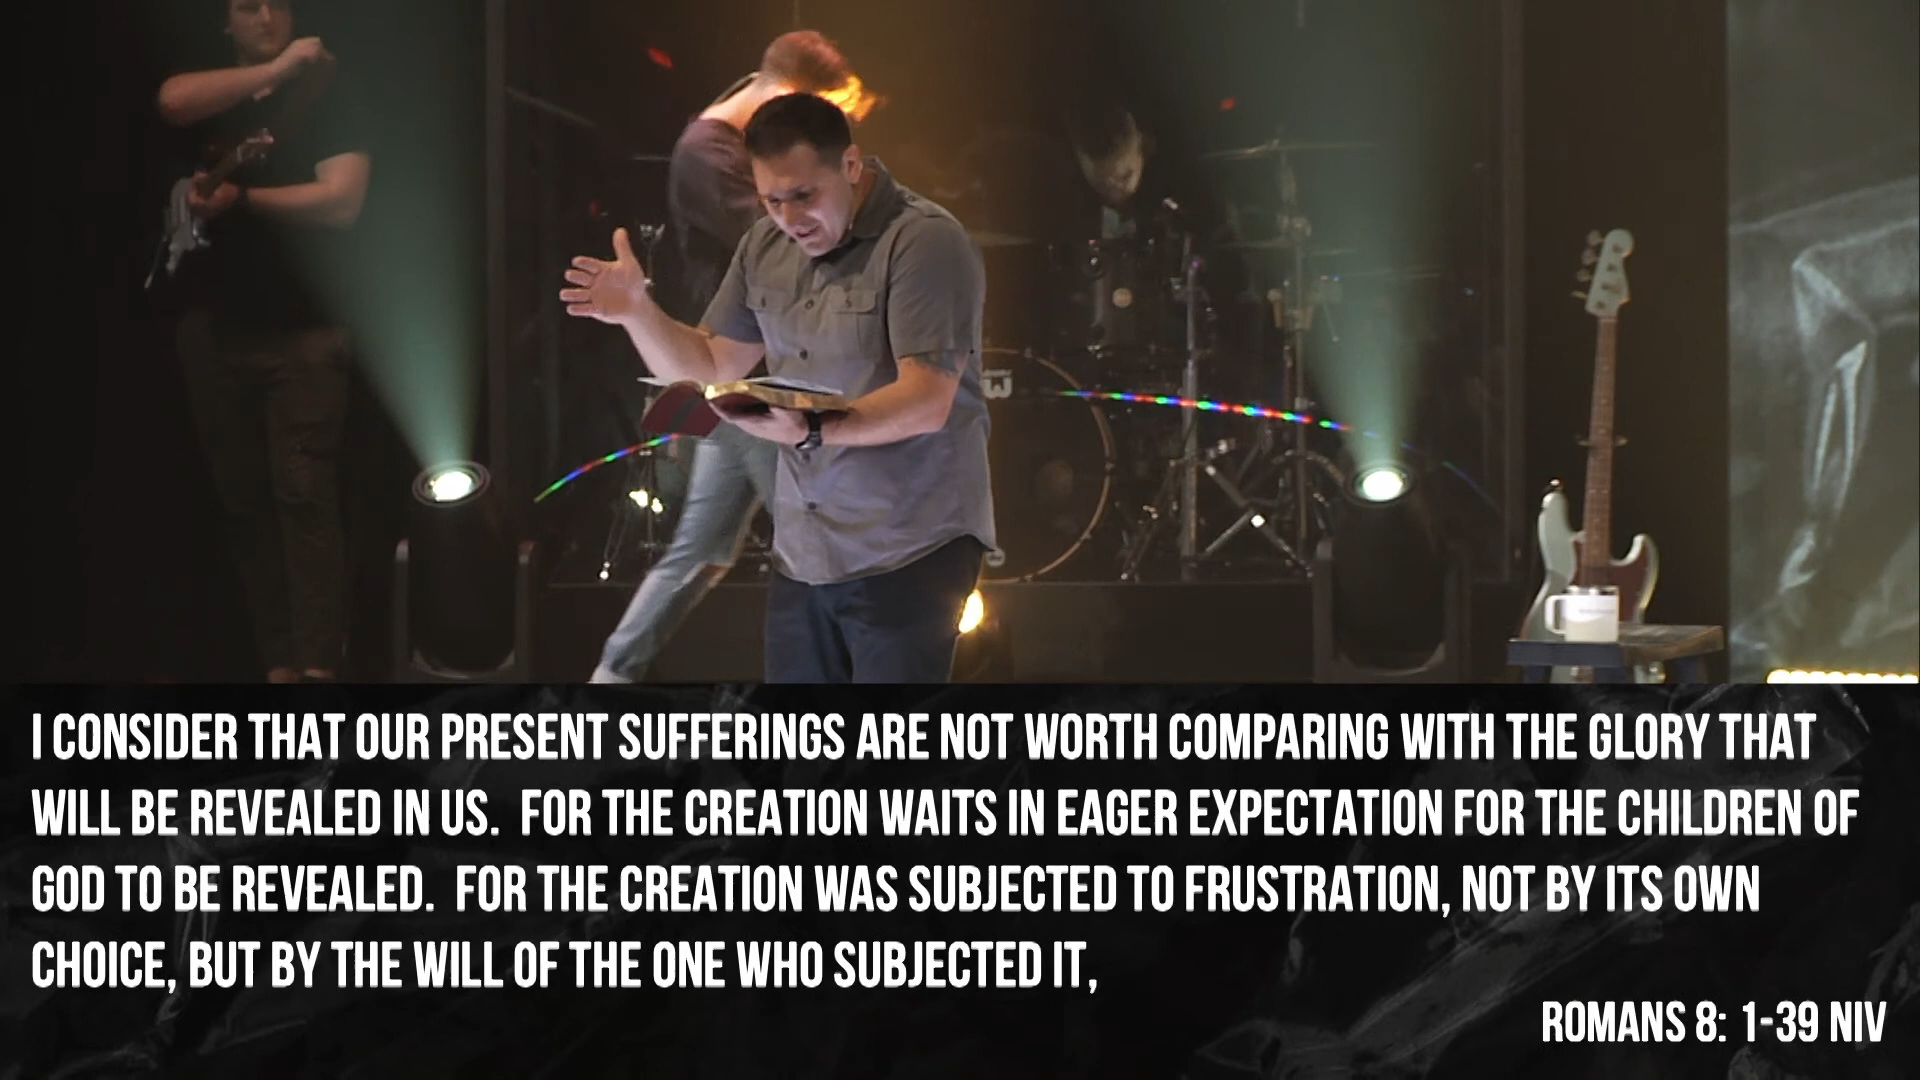 I CONSIDER THAT OUR PRESENT SUFFERINGS ARE NOT WORTH COMPARING WITH THE GLORY THAT
WILL BE REVEALED IN US.  FOR THE CREATION WAITS IN EAGER EXPECTATION FOR THE CHILDREN OF
GOD TO BE REVEALED.  FOR THE CREATION WAS SUBJECTED TO FRUSTRATION, NOT BY ITS OWN
CHOICE, BUT BY THE WILL OF THE ONE WHO SUBJECTED IT,
ROMANS 8: 1-39 NIV